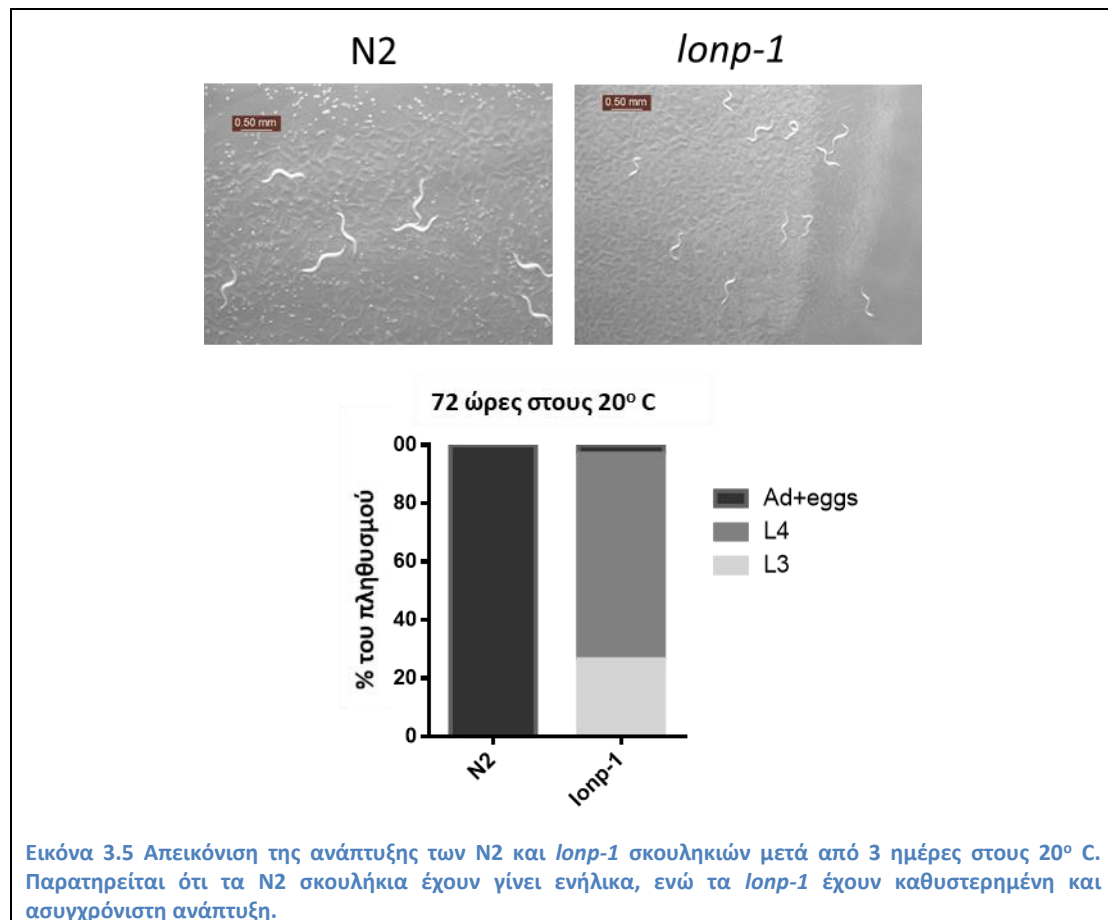 N2
lonp-1
0.50 mm
0.50 mm
72 ώρες στους 20° C
% του πληθυσμού
00
80
60
40
20
0
N2
lonp-1
Ad+eggs
L4
L3
Εικόνα 3.5 Απεικόνιση της ανάπτυξης των N2 και lonp-1 σκουληκιών μετά από 3 ημέρες στους 20° C.
Παρατηρείται ότι τα N2 σκουλήκια έχουν γίνει ενήλικα, ενώ τα lonp-1 έχουν καθυστερημένη και
ασυγχρόνιστη ανάπτυξη.